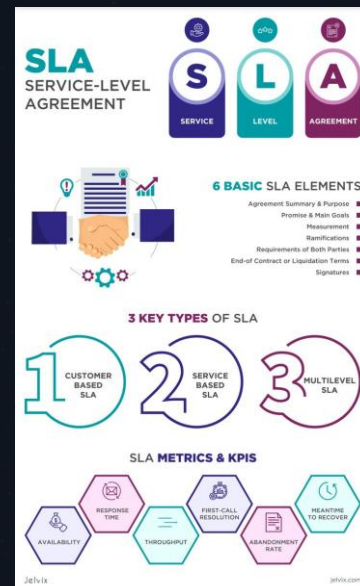 SLA
SERVICE-LEVEL
AGREEMENT
S
SERVICE
L
LEVEL
A
AGREEMENT
6 BASIC SLA ELEMENTS
Agreement Summary & Purpose
Promise & Main Goals
Measurement
Ramifications
Requirements of Both Parties
End-of Contract or Liquidation Terms
Signatures
3 KEY TYPES OF SLA
1
CUSTOMER
BASED
SLA
2
SERVICE
BASED
SLA
3
MULTILEVEL
SLA
SLA METRICS & KPIS
AVAILABILITY
RESPONSE
TIME
THROUGHPUT
FIRST-CALL
RESOLUTION
ABANDONMENT
RATE
MEANTIME
TO RECOVER
Jelvix
jelvix.com